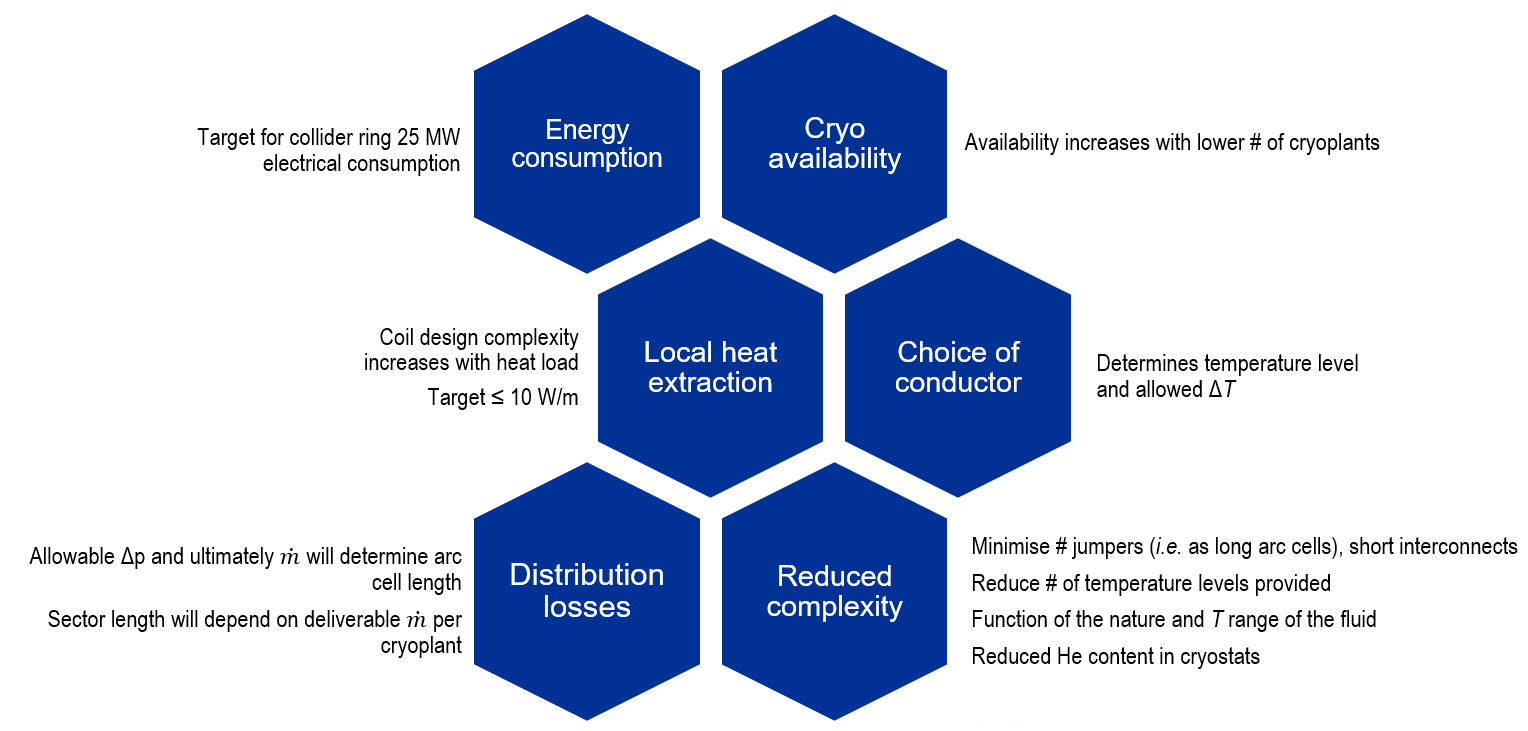 Target for collider ring 25 MW
electrical consumption
Energy
consumption
Cryo
availability
Availability increases with lower # of cryoplants
Coil design complexity
increases with heat load
Target ≤ 10 W/m
Local heat
extraction
Choice of
conductor
Determines temperature level
and allowed ΔT
Allowable Δp and ultimately ṁ will determine arc
cell length
Sector length will depend on deliverable ṁ per
cryoplant
Distribution
losses
Reduced
complexity
Minimise # jumpers (i.e. as long arc cells), short interconnects
Reduce # of temperature levels provided
Function of the nature and T range of the fluid
Reduced He content in cryostats